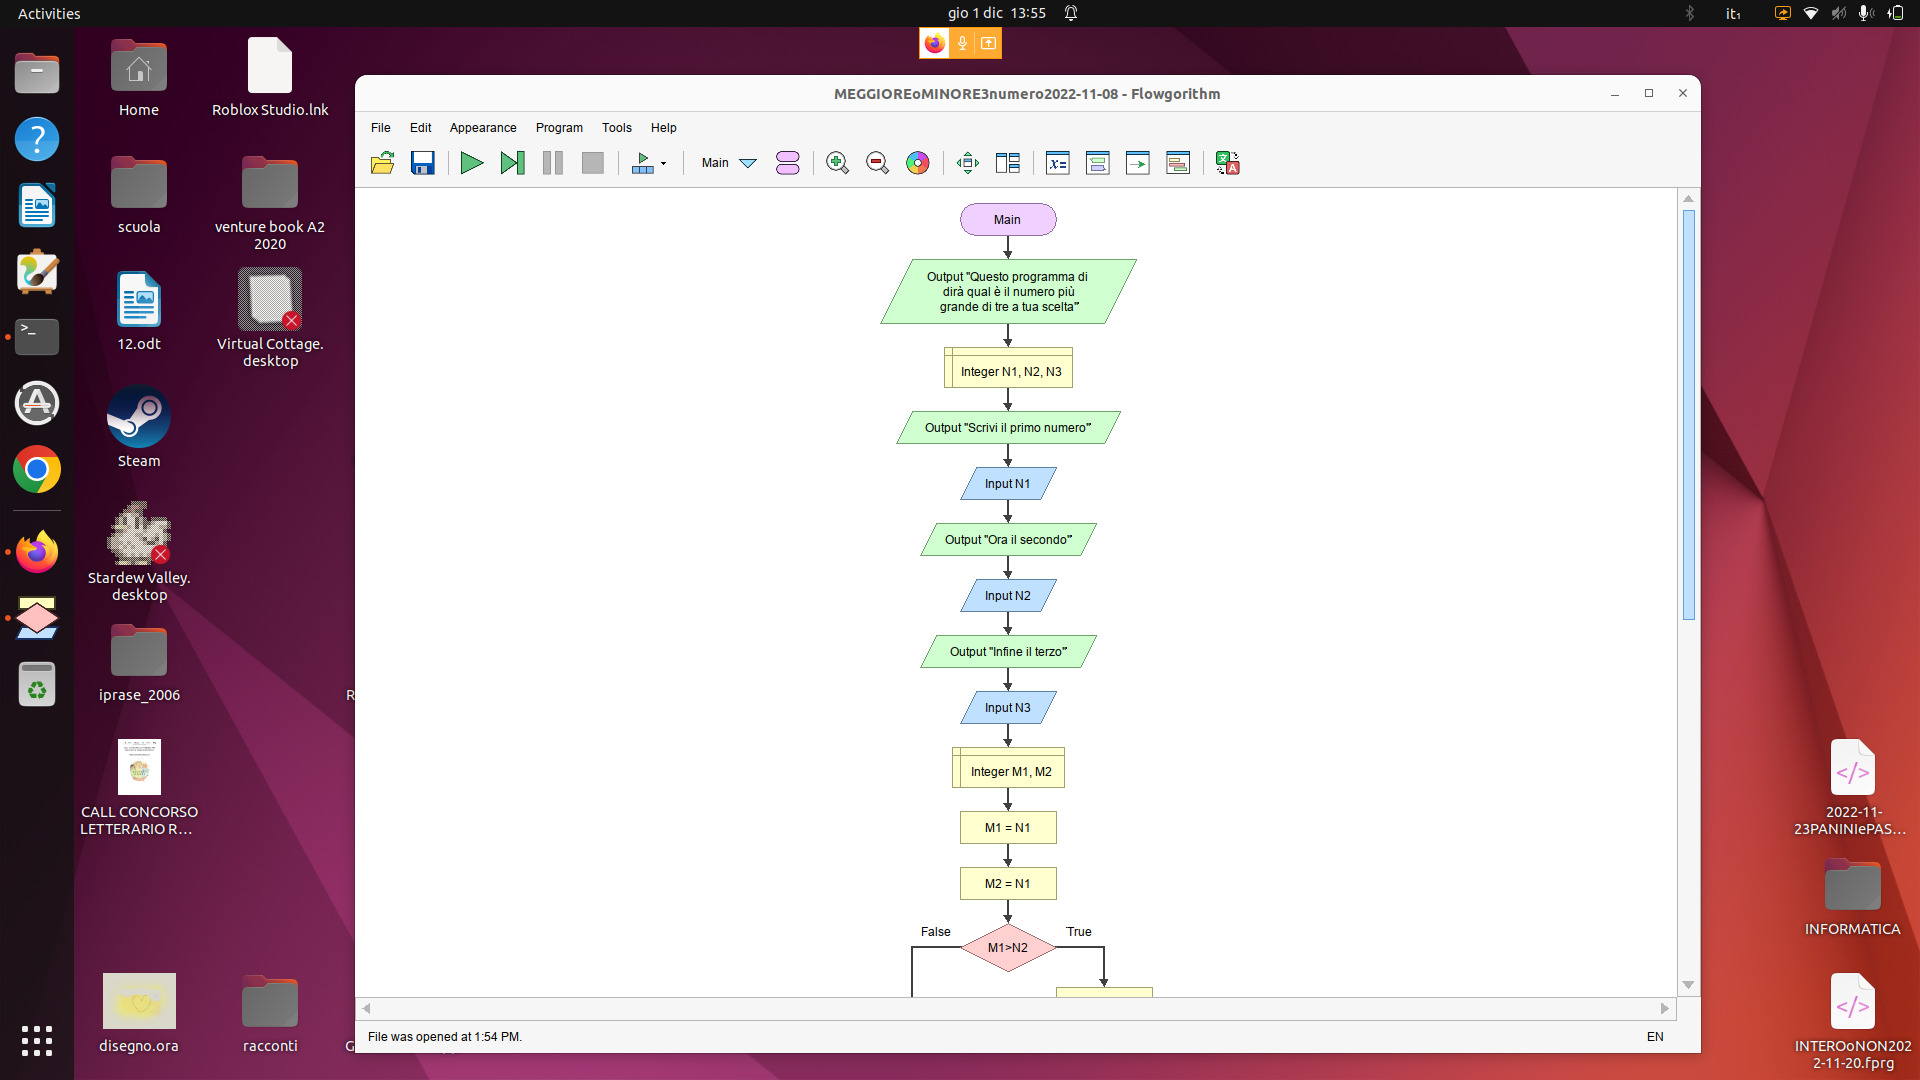 Activities
gio 1 dic 13:55
it₁
Home
Roblox Studio.lnk
scuola
venture book A2
2020
12.odt
Virtual Cottage.
desktop
Steam
Stardew Valley.
desktop
iprase_2006
CALL CONCORSO
LETTERARIO R...
disegno.ora
racconti
R
G
MEGGIOREoMINORE3numero2022-11-08 - Flowgorithm
File Edit Appearance Program Tools Help
Main
Main
Output "Questo programma di
dirà qual è il numero più
grande di tre a tua scelta"
Integer N1, N2, N3
Output "Scrivi il primo numero"
Input N1
Output "Ora il secondo"
Input N2
Output "Infine il terzo"
Input N3
Integer M1, M2
M1 = N1
M2 = N1
False
True
M1>N2
File was opened at 1:54 PM.
EN
2022-11-
23PANINIePAS...
INFORMATICA
INTEROoNON202
2-11-20.fprg